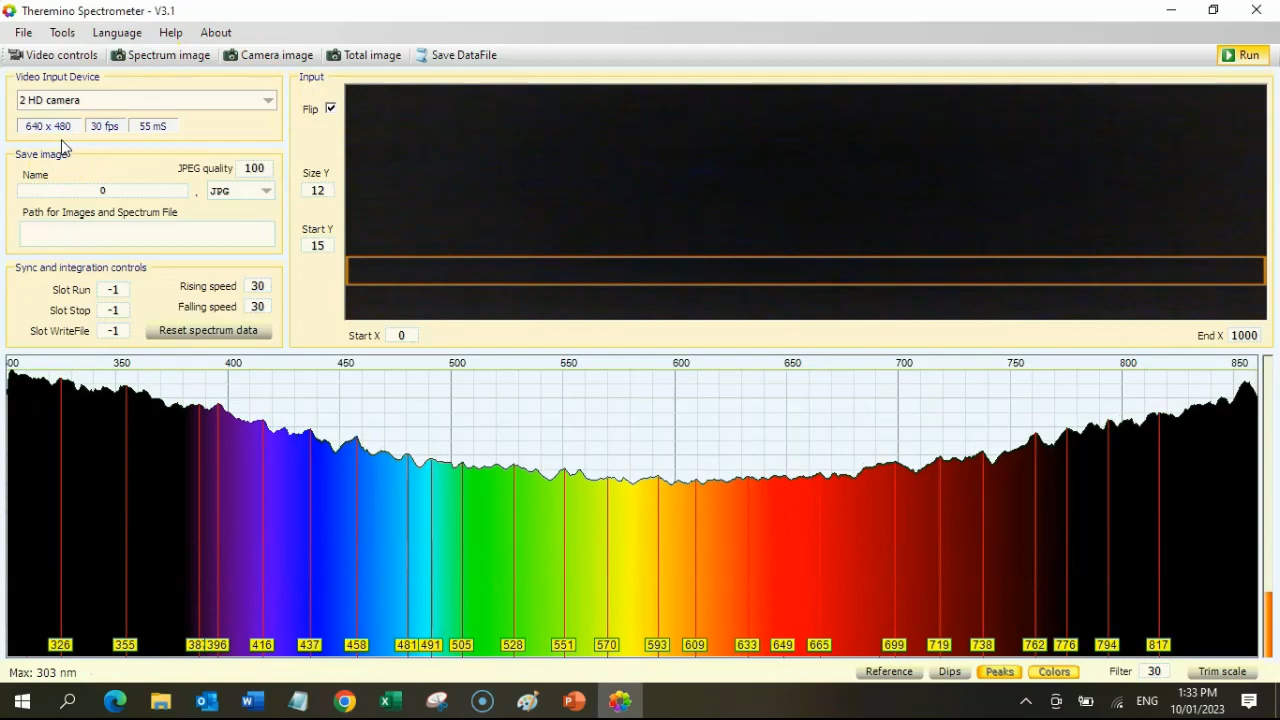 Theremino Spectrometer - V3.1
File Tools Language Help About
Video controls Spectrum image Camera image Total image Save DataFile Run
Video Input Device
2 HD camera
640 x 480 30 fps 55 mS
Save image
JPEG quality 100
Name
0 . JPG
Path for Images and Spectrum File
Sync and integration controls
Slot Run -1 Rising speed 30
Slot Stop -1 Falling speed 30
Slot WriteFile -1 Reset spectrum data
Input
Flip
Size Y
12
Start Y
15
Start X 0 End X 1000
00 350 400 450 500 550 600 650 700 750 800 850
326 355 396 416 437 458 481 491 505 528 551 570 593 609 633 649 665 699 719 738 762 776 794 817
Max: 303 nm Reference Dips Peaks Colors Filter 30 Trim scale
ENG 1:33 PM
10/01/2023